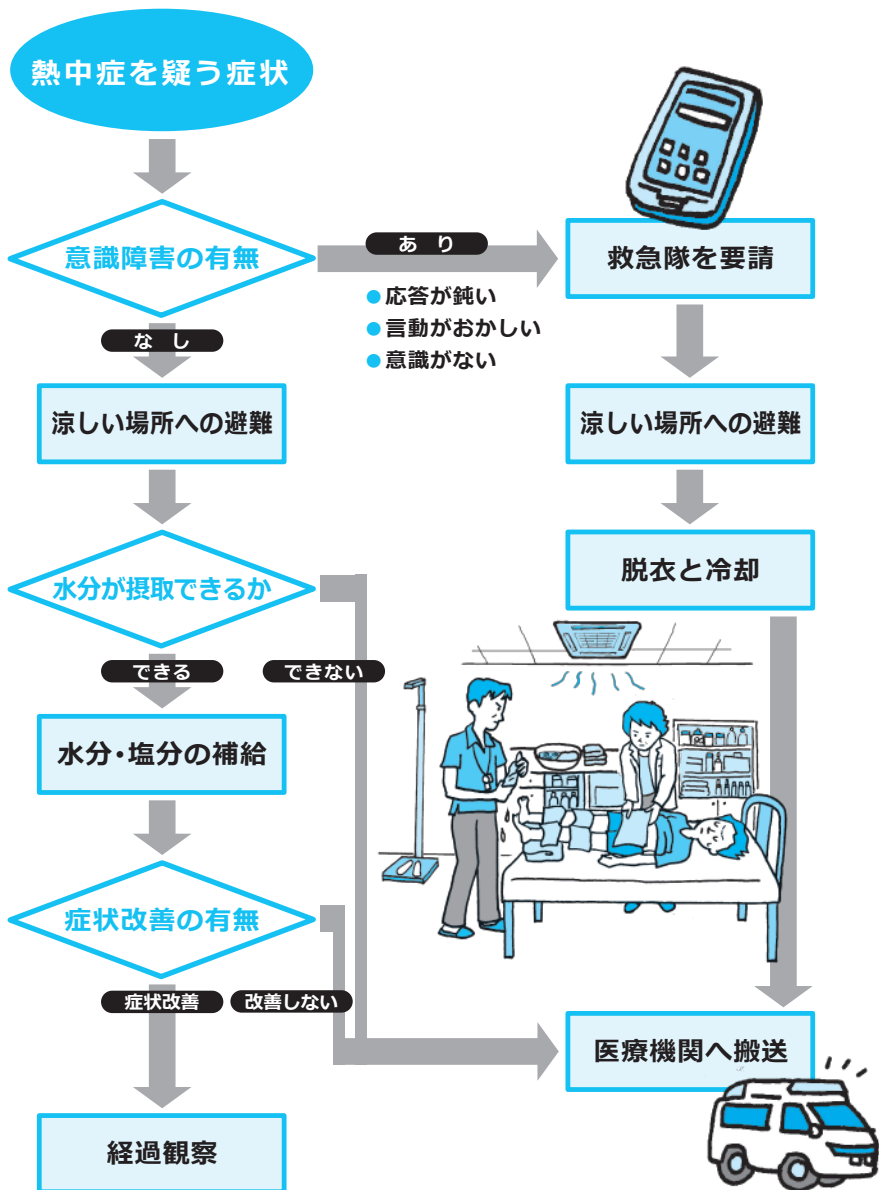 熱中症を疑う症状
意識障害の有無
あり
救急隊を要請
●応答が鈍い
●言動がおかしい
●意識がない
なし
涼しい場所への避難
涼しい場所への避難
水分が摂取できるか
脱衣と冷却
できる
できない
水分・塩分の補給
症状改善の有無
症状改善
改善しない
医療機関へ搬送
経過観察